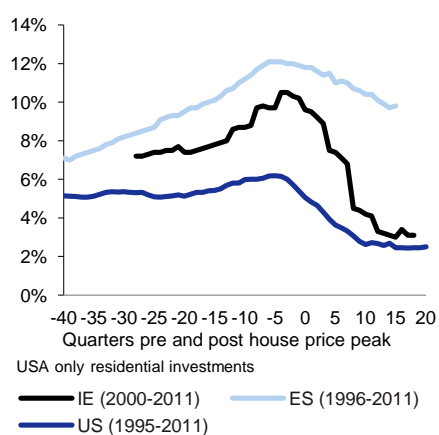 14%
12%
10%
8%
6%
4%
2%
0%
-40 -35 -30 -25 -20 -15 -10 -5 0 5 10 15 20
Quarters pre and post house price peak
USA only residential investments
IE (2000-2011) ES (1996-2011)
US (1995-2011)